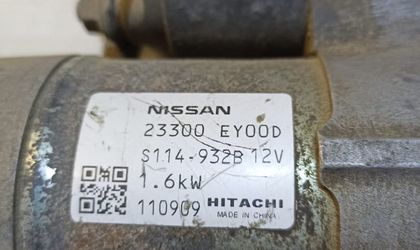 NISSAN
23300 EY00D
S114-932B 12V
1.6kW
110909 HITACHI
MADE IN CHINA